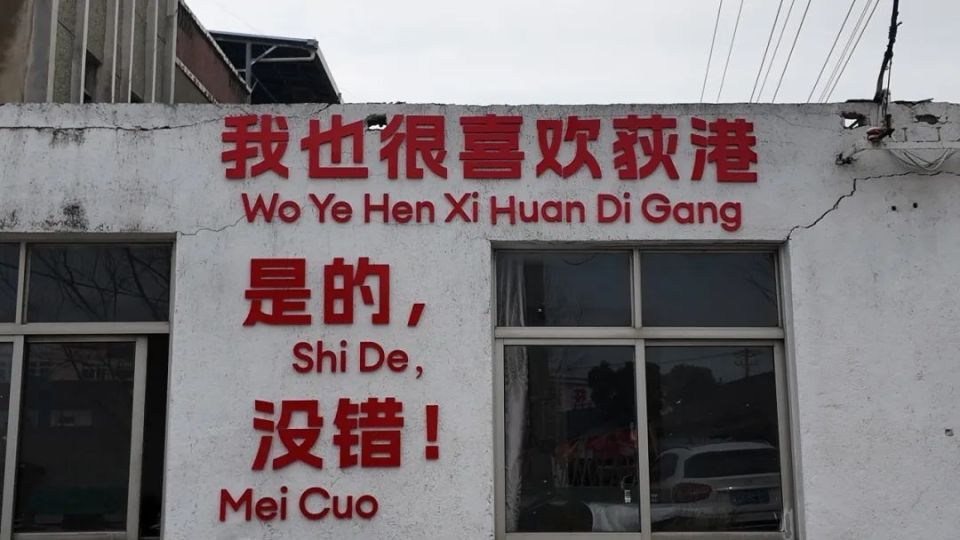 我也很喜欢荻港
Wo Ye Hen Xi Huan Di Gang
是的，
Shi De,
没错！
Mei Cuo